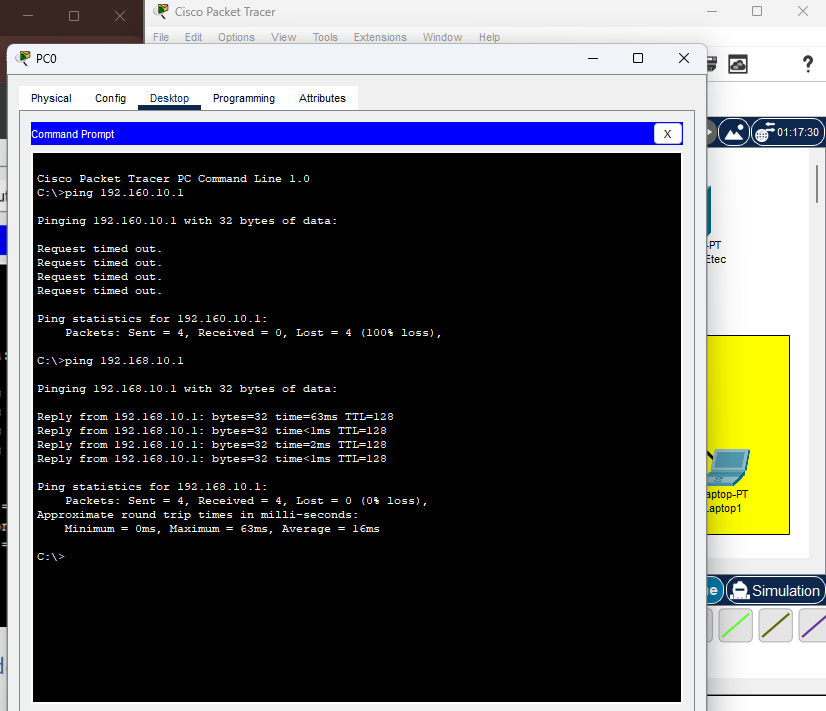 Cisco Packet Tracer
File Edit Options View Tools Extensions Window Help
PC0
Physical Config Desktop Programming Attributes
Command Prompt
X
?
01:17:30
Cisco Packet Tracer PC Command Line 1.0
C:\>ping 192.160.10.1
Pinging 192.160.10.1 with 32 bytes of data:
Request timed out.
Request timed out.
Request timed out.
Request timed out.
Ping statistics for 192.160.10.1:
Packets: Sent = 4, Received = 0, Lost = 4 (100% loss),
C:\>ping 192.168.10.1
Pinging 192.168.10.1 with 32 bytes of data:
Reply from 192.168.10.1: bytes=32 time=63ms TTL=128
Reply from 192.168.10.1: bytes=32 time<1ms TTL=128
Reply from 192.168.10.1: bytes=32 time=2ms TTL=128
Reply from 192.168.10.1: bytes=32 time<1ms TTL=128
Ping statistics for 192.168.10.1:
Packets: Sent = 4, Received = 4, Lost = 0 (0% loss),
Approximate round trip times in milli-seconds:
Minimum = 0ms, Maximum = 63ms, Average = 16ms
C:\>
-PT
Etec
aptop-PT
aptop1
Simulation